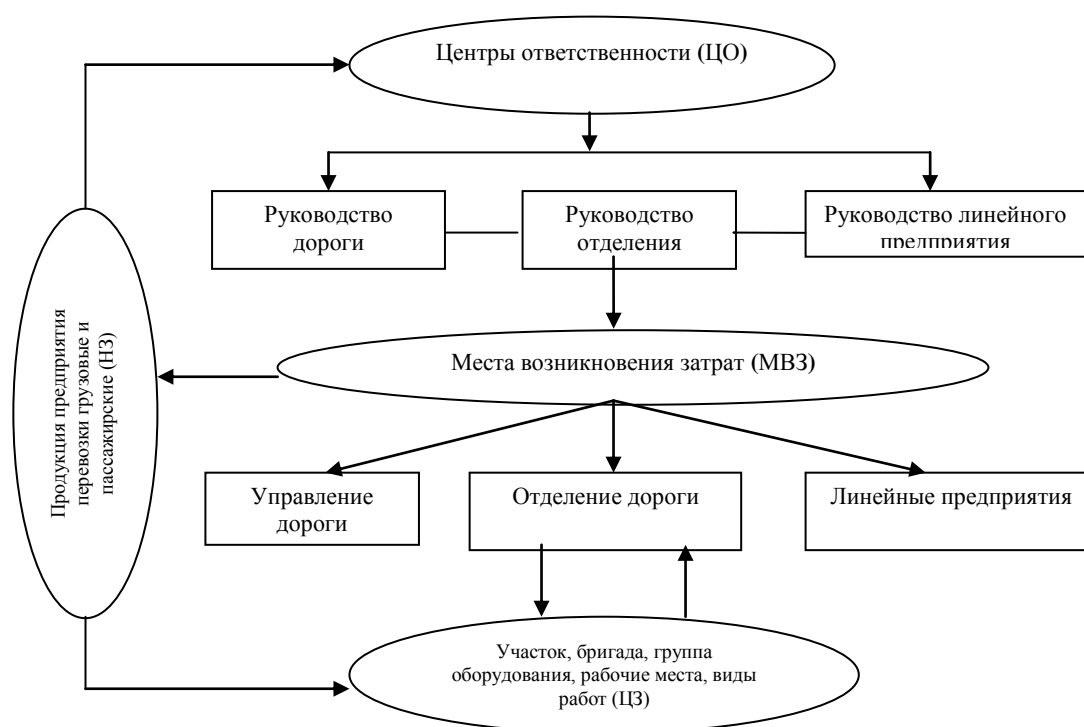 Центры ответственности (ЦО)
Руководство
дороги
Руководство
отделения
Руководство линейного
предприятия
Продукция предприятия
перевозки грузовые и
пассажирские (НЗ)
Места возникновения затрат (МВЗ)
Управление
дороги
Отделение дороги
Линейные предприятия
Участок, бригада, группа
оборудования, рабочие места, виды
работ (ЦЗ)